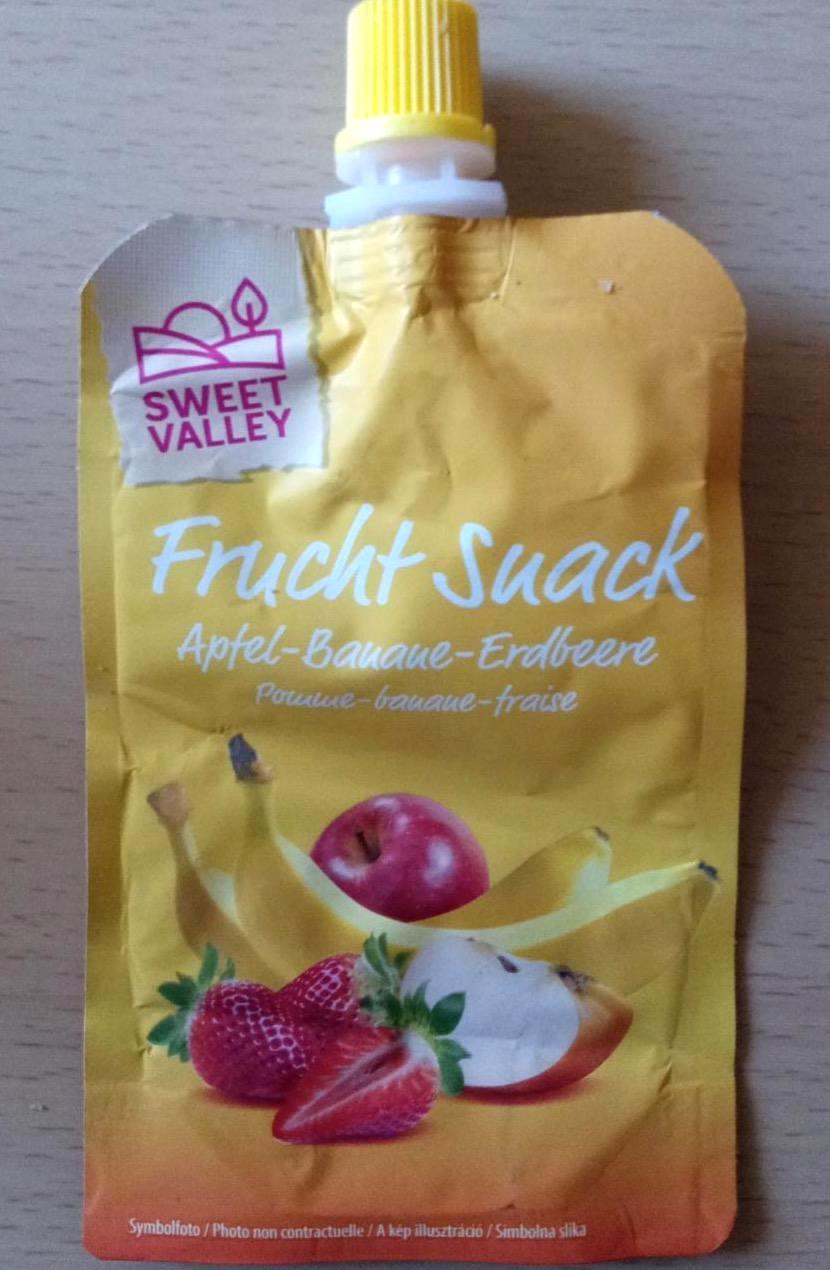 SWEET
VALLEY
Frucht Snack
Apfel-Banane-Erdbeere
Pomme-banane-fraise
Symbolfoto / Photo non contractuelle / A kép illusztráció / Simbolna slika